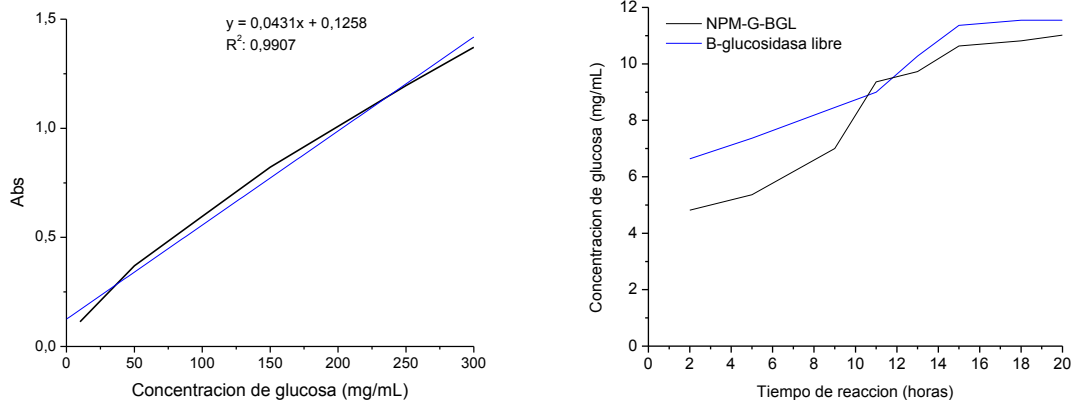 y = 0,0431x + 0,1258
R²: 0,9907
1,5
1,0
0,5
0,0
Abs
0 50 100 150 200 250 300
Concentracion de glucosa (mg/mL)
NPM-G-BGL
B-glucosidasa libre
12
10
8
6
4
2
0
Concentracion de glucosa (mg/mL)
0 2 4 6 8 10 12 14 16 18 20
Tiempo de reaccion (horas)